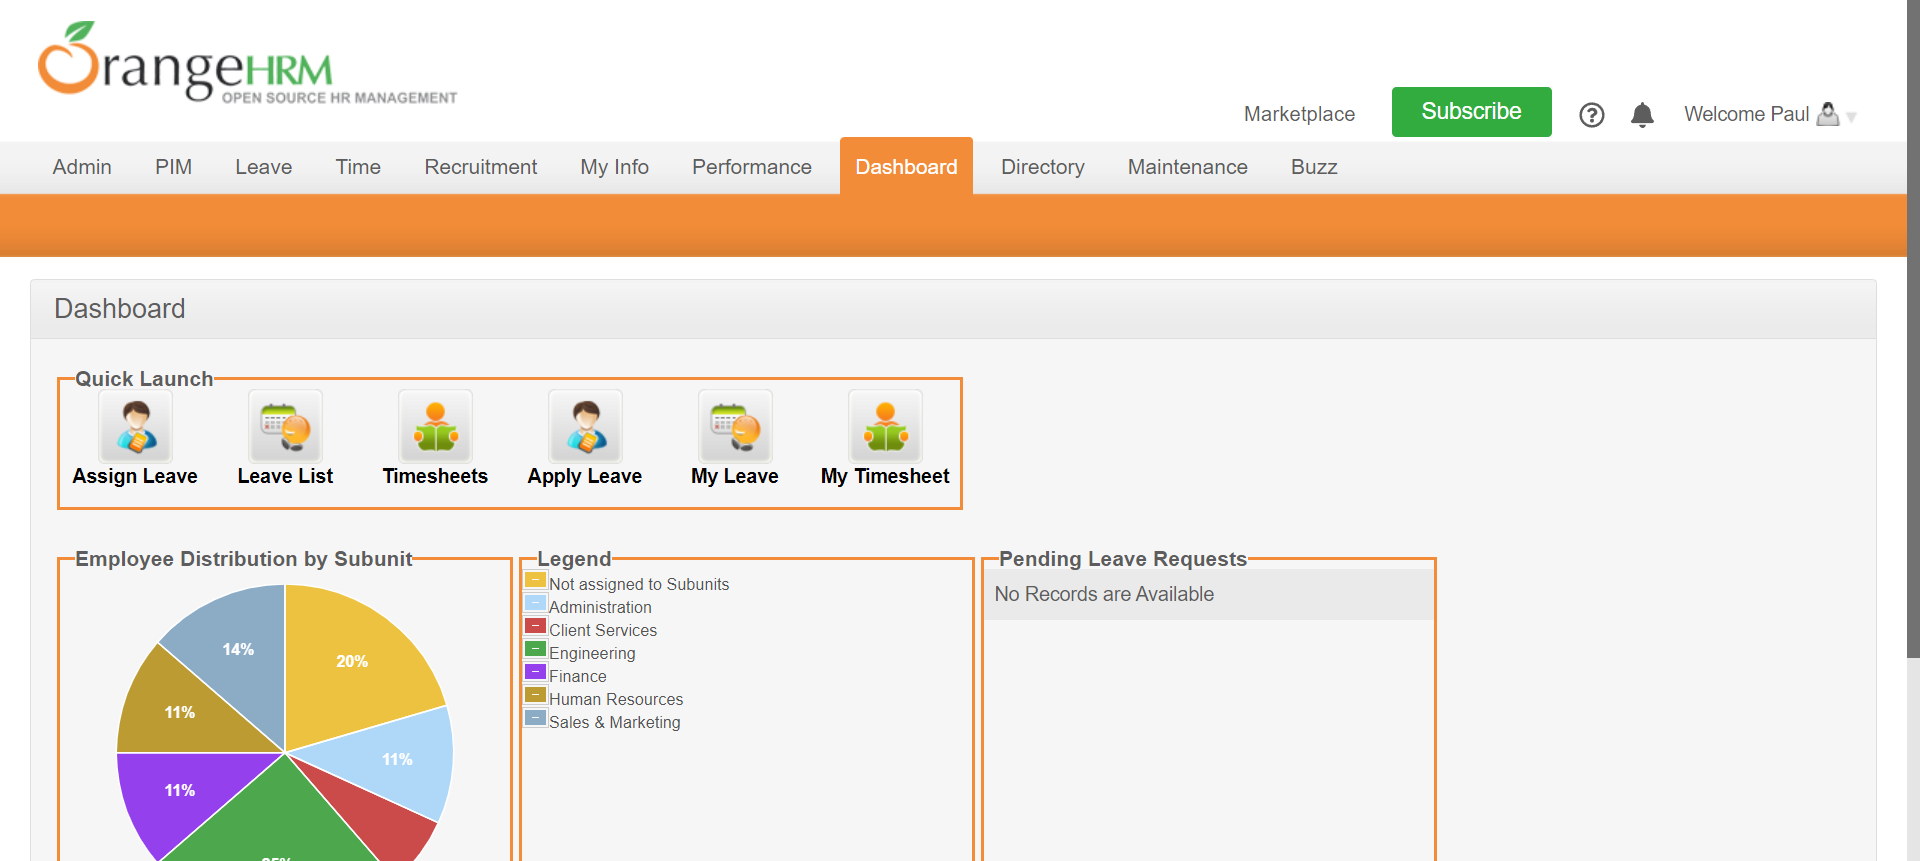 OrangeHRM
OPEN SOURCE HR MANAGEMENT
Marketplace
Subscribe
Welcome Paul
Admin
PIM
Leave
Time
Recruitment
My Info
Performance
Dashboard
Directory
Maintenance
Buzz
Dashboard
Quick Launch
Assign Leave
Leave List
Timesheets
Apply Leave
My Leave
My Timesheet
Employee Distribution by Subunit
14%
20%
11%
11%
11%
Legend
Not assigned to Subunits
Administration
Client Services
Engineering
Finance
Human Resources
Sales & Marketing
Pending Leave Requests
No Records are Available